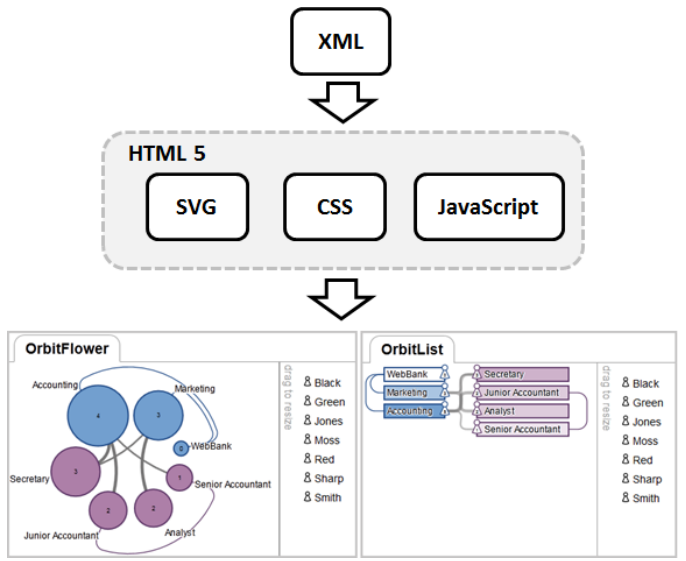 XML
HTML 5
SVG
CSS
JavaScript
OrbitFlower
Accounting
Marketing
4
3
WebBank
0
3
1
Secretary
Senior Accountant
2
2
Junior Accountant
Analyst
drag to resize
Black
Green
Jones
Moss
Red
Sharp
Smith
OrbitList
WebBank
Secretary
Marketing
Junior Accountant
Accounting
Analyst
Senior Accountant
drag to resize
Black
Green
Jones
Moss
Red
Sharp
Smith